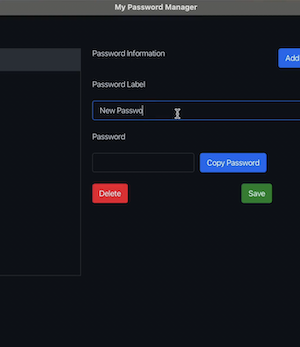 My Password Manager
Password Information
Add
Password Label
New Passwo
Password
Copy Password
Delete
Save